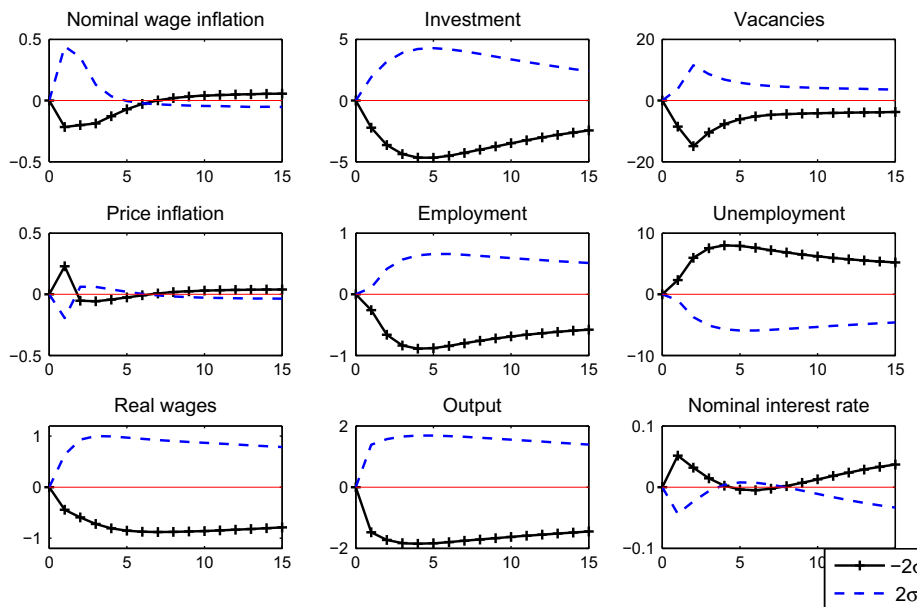 Nominal wage inflation
0.5
0
−0.5
0 5 10 15
Investment
5
0
−5
0 5 10 15
Vacancies
20
0
−20
0 5 10 15
Price inflation
0.5
0
−0.5
0 5 10 15
Employment
1
0
−1
0 5 10 15
Unemployment
10
0
−10
0 5 10 15
Real wages
1
0
−1
0 5 10 15
Output
2
0
−2
0 5 10 15
Nominal interest rate
0.1
0
−0.1
0 5
−2σ
2σ